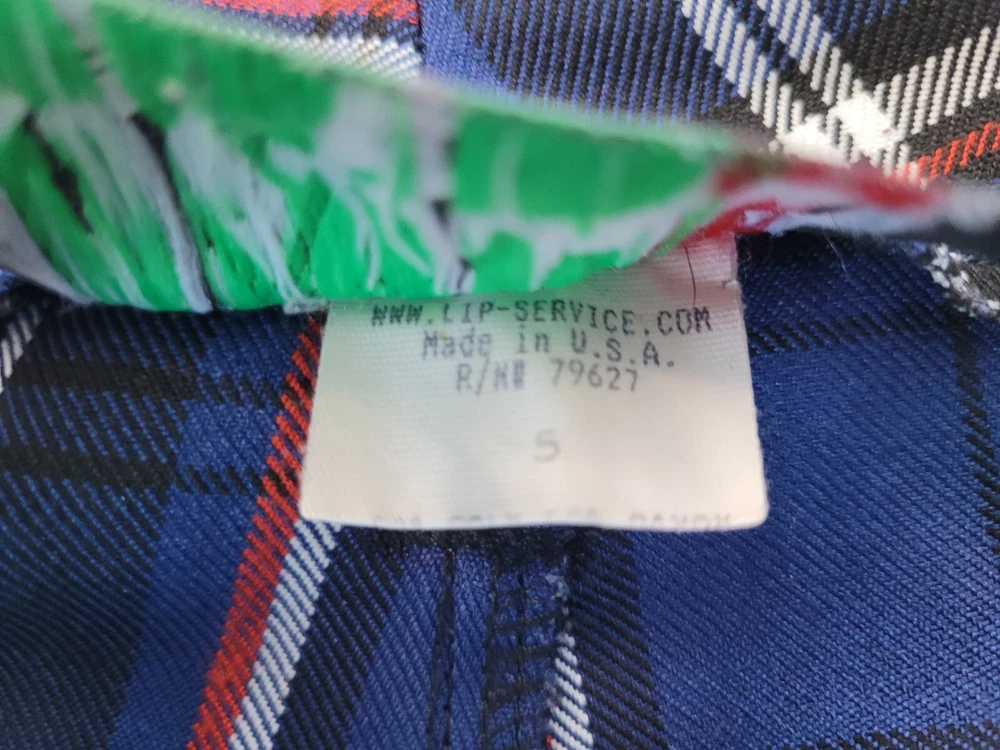 WWW.LIP-SERVICE.COM
Made in U.S.A.
R/N# 79627
S